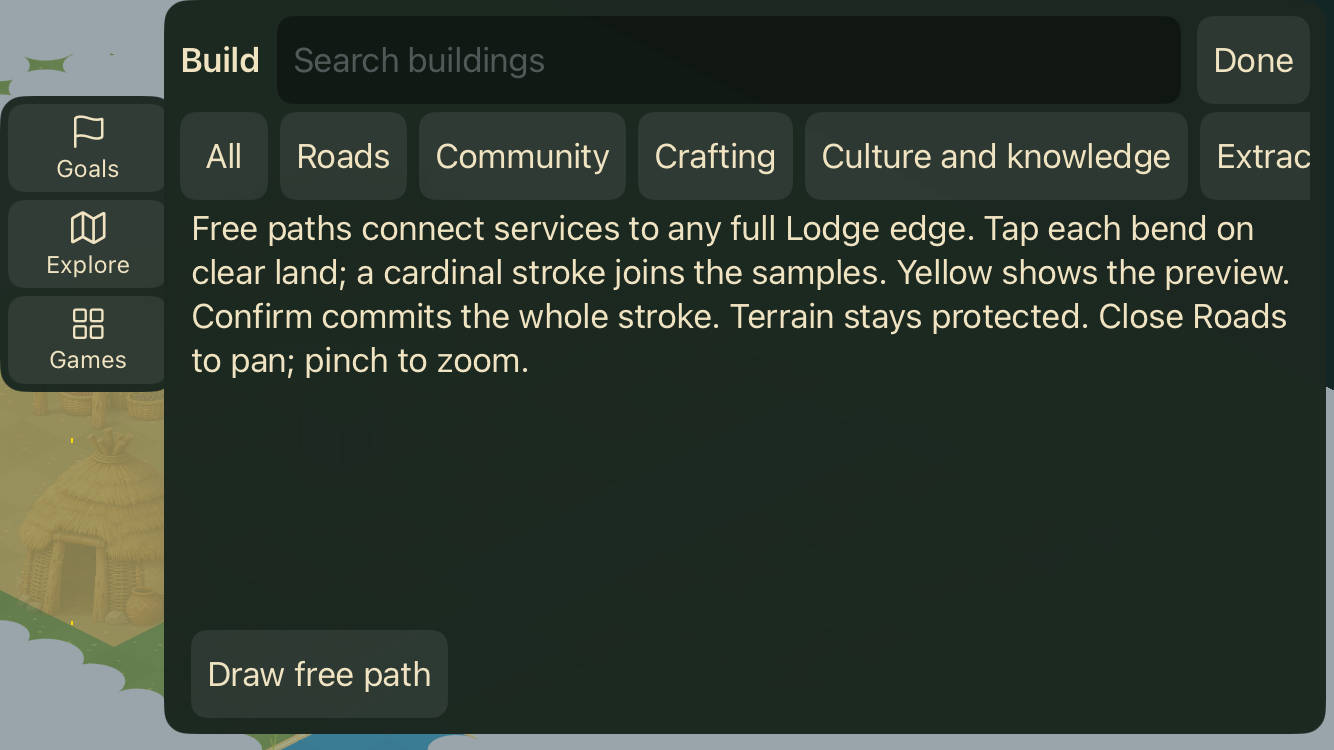 Build
Search buildings
Done
Goals
Explore
Games
All
Roads
Community
Crafting
Culture and knowledge
Extrac
Free paths connect services to any full Lodge edge. Tap each bend on
clear land; a cardinal stroke joins the samples. Yellow shows the preview.
Confirm commits the whole stroke. Terrain stays protected. Close Roads
to pan; pinch to zoom.
Draw free path